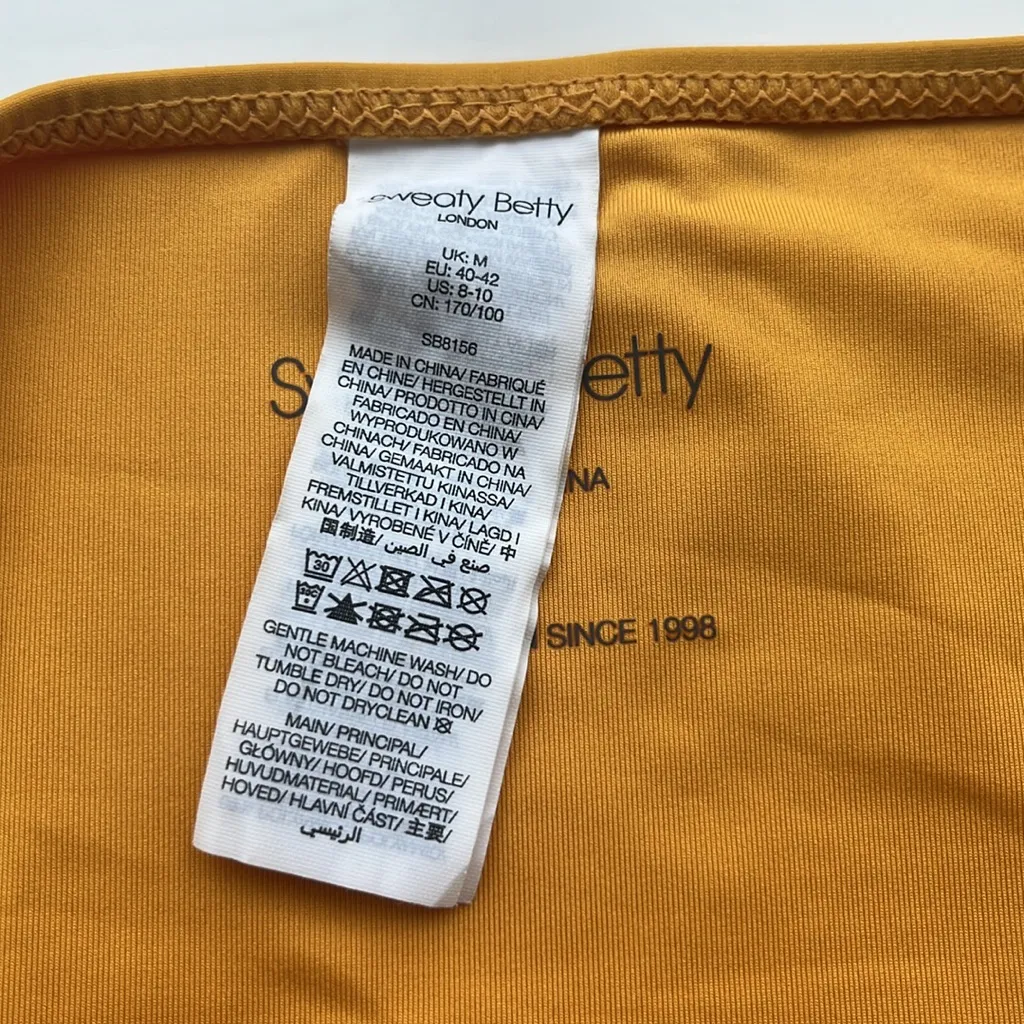 Sweaty Betty
LONDON
UK: M
EU: 40-42
US: 8-10
CN: 170/100
SB8156
MADE IN CHINA/ FABRIQUÉ
EN CHINE/ HERGESTELLT IN
CHINA/ PRODOTTO IN CINA/
FABRICADO EN CHINA/
WYPRODUKOWANO W
CHINACH/ FABRICADO NA
CHINA/ GEMAAKT IN CHINA/
VALMISTETTU KIINASSA/
TILLVERKAD I KINA/
FREMSTILLET I KINA/ LAGD I
KINA/ VYROBENÉ V ČÍNĚ/ 中
国制造/ صنع في الصين
30
GENTLE MACHINE WASH/ DO
NOT BLEACH/ DO NOT
TUMBLE DRY/ DO NOT IRON/
DO NOT DRYCLEAN
MAIN/ PRINCIPAL/
HAUPTGEWEBE/ PRINCIPALE/
GŁÓWNY/ HOOFD/ PERUS/
HUVUDMATERIAL/ PRIMÆRT/
HOVED/ HLAVNÍ ČÁST/ 主要/
الرئيسي
etty
NA
SINCE 1998